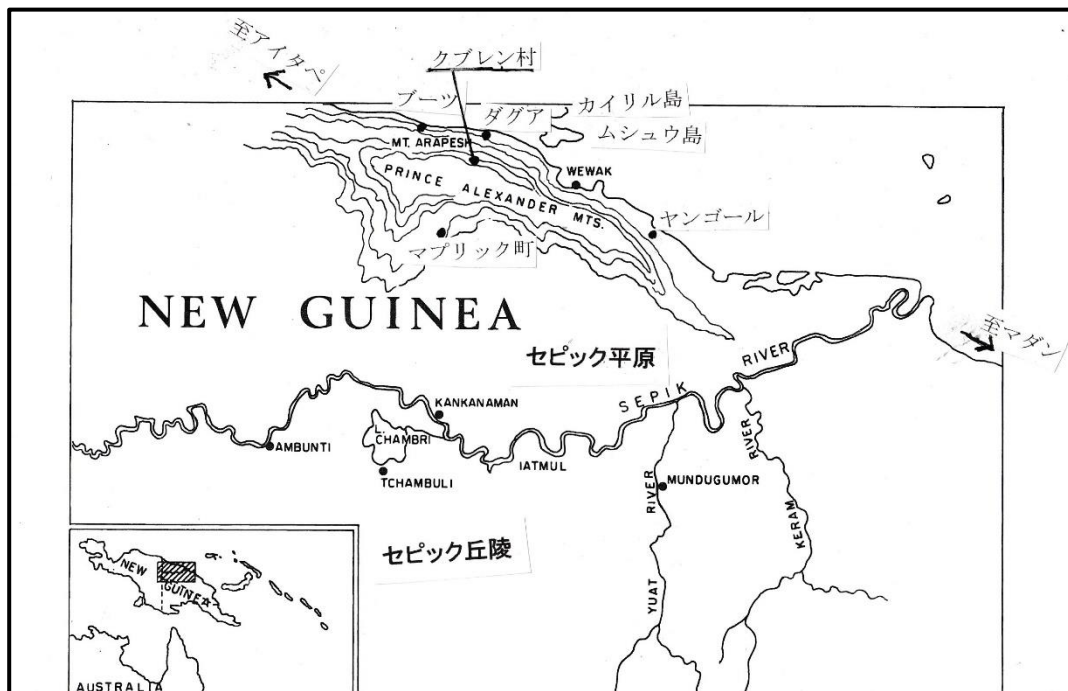 至アイタペ
クブレン村
ブーツ
ダグア
カイリル島
ムシュウ島
MT. ARAPESH
WEWAK
PRINCE ALEXANDER MTS.
ヤンゴール
マプリック町
NEW GUINEA
至マダン
セピック平原
SEPIK RIVER
KANKANAMAN
L. CHAMBRI
AMBUNTI
IATMUL
TCHAMBULI
RIVER
MUNDUGUMOR
RIVER
セピック丘陵
KERAM
YUAT
NEW
GUINEA
AUSTRALIA